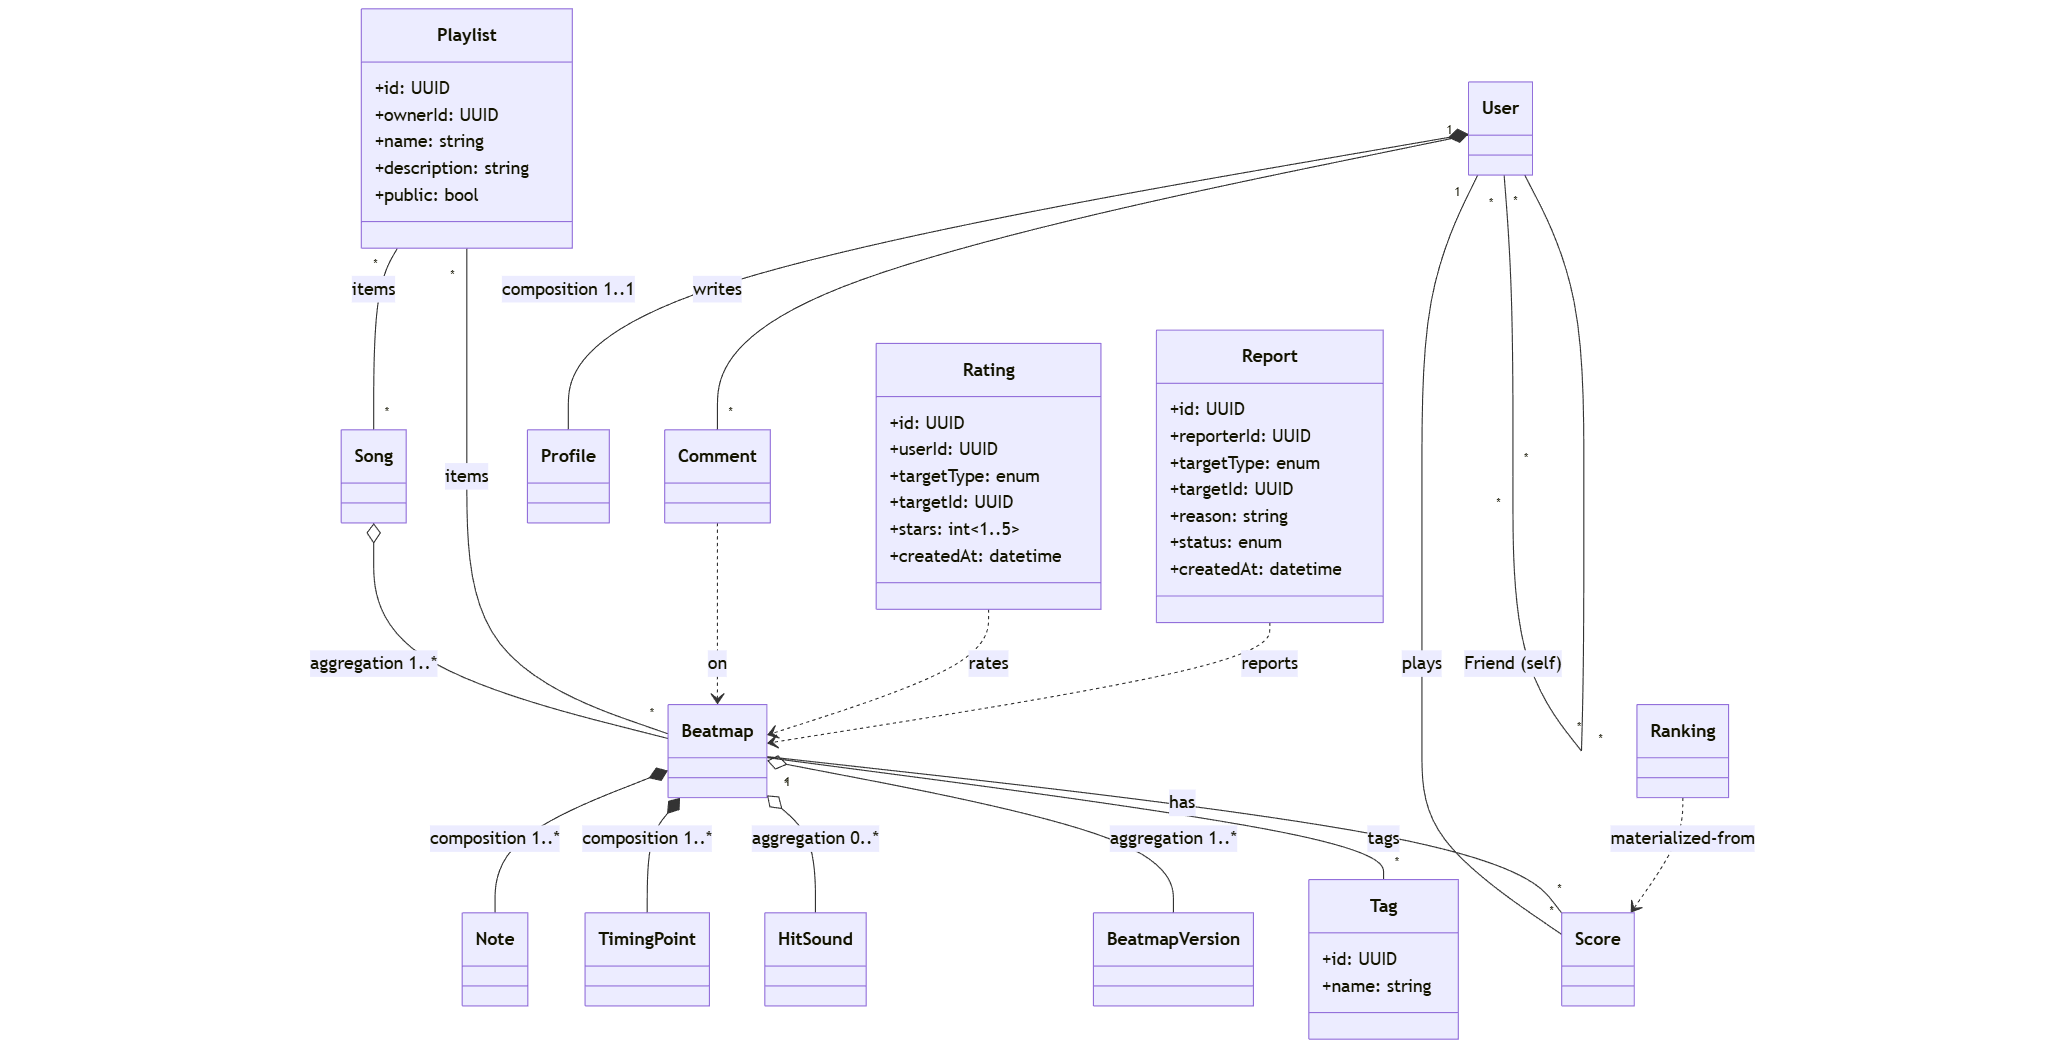 Playlist
+id: UUID
+ownerId: UUID
+name: string
+description: string
+public: bool
User
1
1
*
*
*
*
items
composition 1..1
writes
Rating
+id: UUID
+userId: UUID
+targetType: enum
+targetId: UUID
+stars: int<1..5>
+createdAt: datetime
Report
+id: UUID
+reporterId: UUID
+targetType: enum
+targetId: UUID
+reason: string
+status: enum
+createdAt: datetime
*
*
Song
Profile
Comment
items
*
*
aggregation 1..*
on
rates
reports
plays
Friend (self)
*
Beatmap
*
*
Ranking
1
has
composition 1..*
composition 1..*
aggregation 0..*
aggregation 1..*
tags
materialized-from
*
*
*
Note
TimingPoint
HitSound
BeatmapVersion
Tag
+id: UUID
+name: string
Score